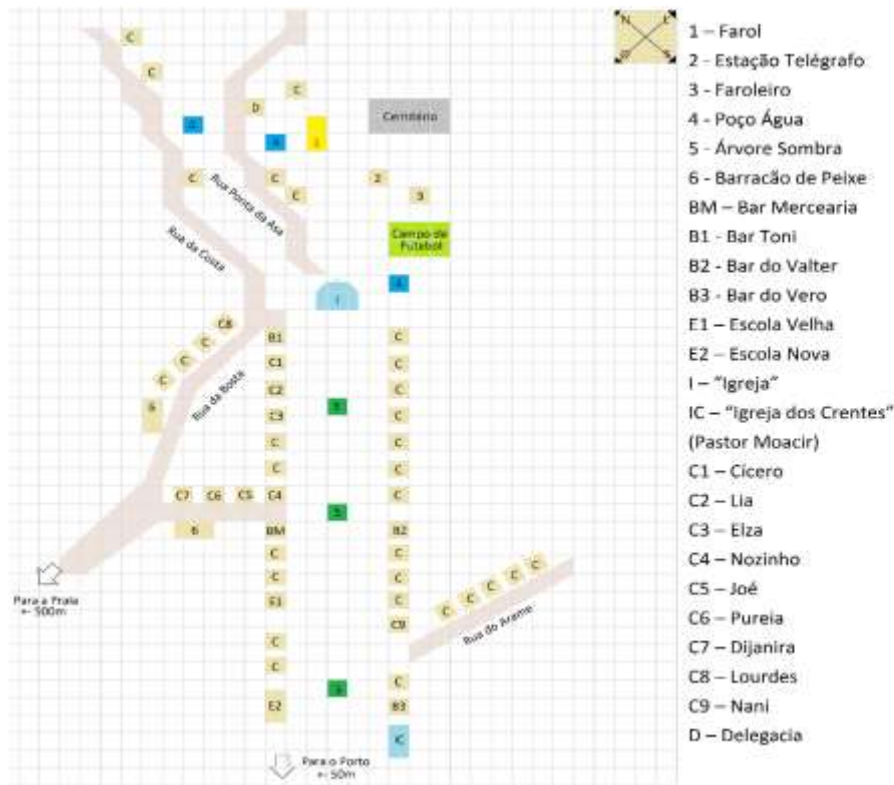 N
L
S
C
C
C
D
Cemitério
C
C
2
C
3
Rua Ponta da Asa
Rua da Costa
Campo de
Futebol
I
C8
C
C
C
B1
C
C1
C
C2
C
Rua da Bosta
6
C3
C
C
C
C
C
C7
C6
C5
C4
C
6
BM
B2
C
C
C
C
E1
C
C
C
C
C
C
C9
Rua do Arame
Para a Praia
+- 500m
C
C
C
E2
B3
IC
Para o Porto
+- 50m
1 – Farol
2 - Estação Telégrafo
3 - Faroleiro
4 - Poço Água
5 - Árvore Sombra
6 - Barracão de Peixe
BM – Bar Mercearia
B1 - Bar Toni
B2 - Bar do Valter
B3 - Bar do Vero
E1 – Escola Velha
E2 – Escola Nova
I – "Igreja"
IC – "Igreja dos Crentes"
(Pastor Moacir)
C1 – Cícero
C2 – Lia
C3 – Elza
C4 – Nozinho
C5 – Joé
C6 – Pureia
C7 – Dijanira
C8 – Lourdes
C9 – Nani
D – Delegacia